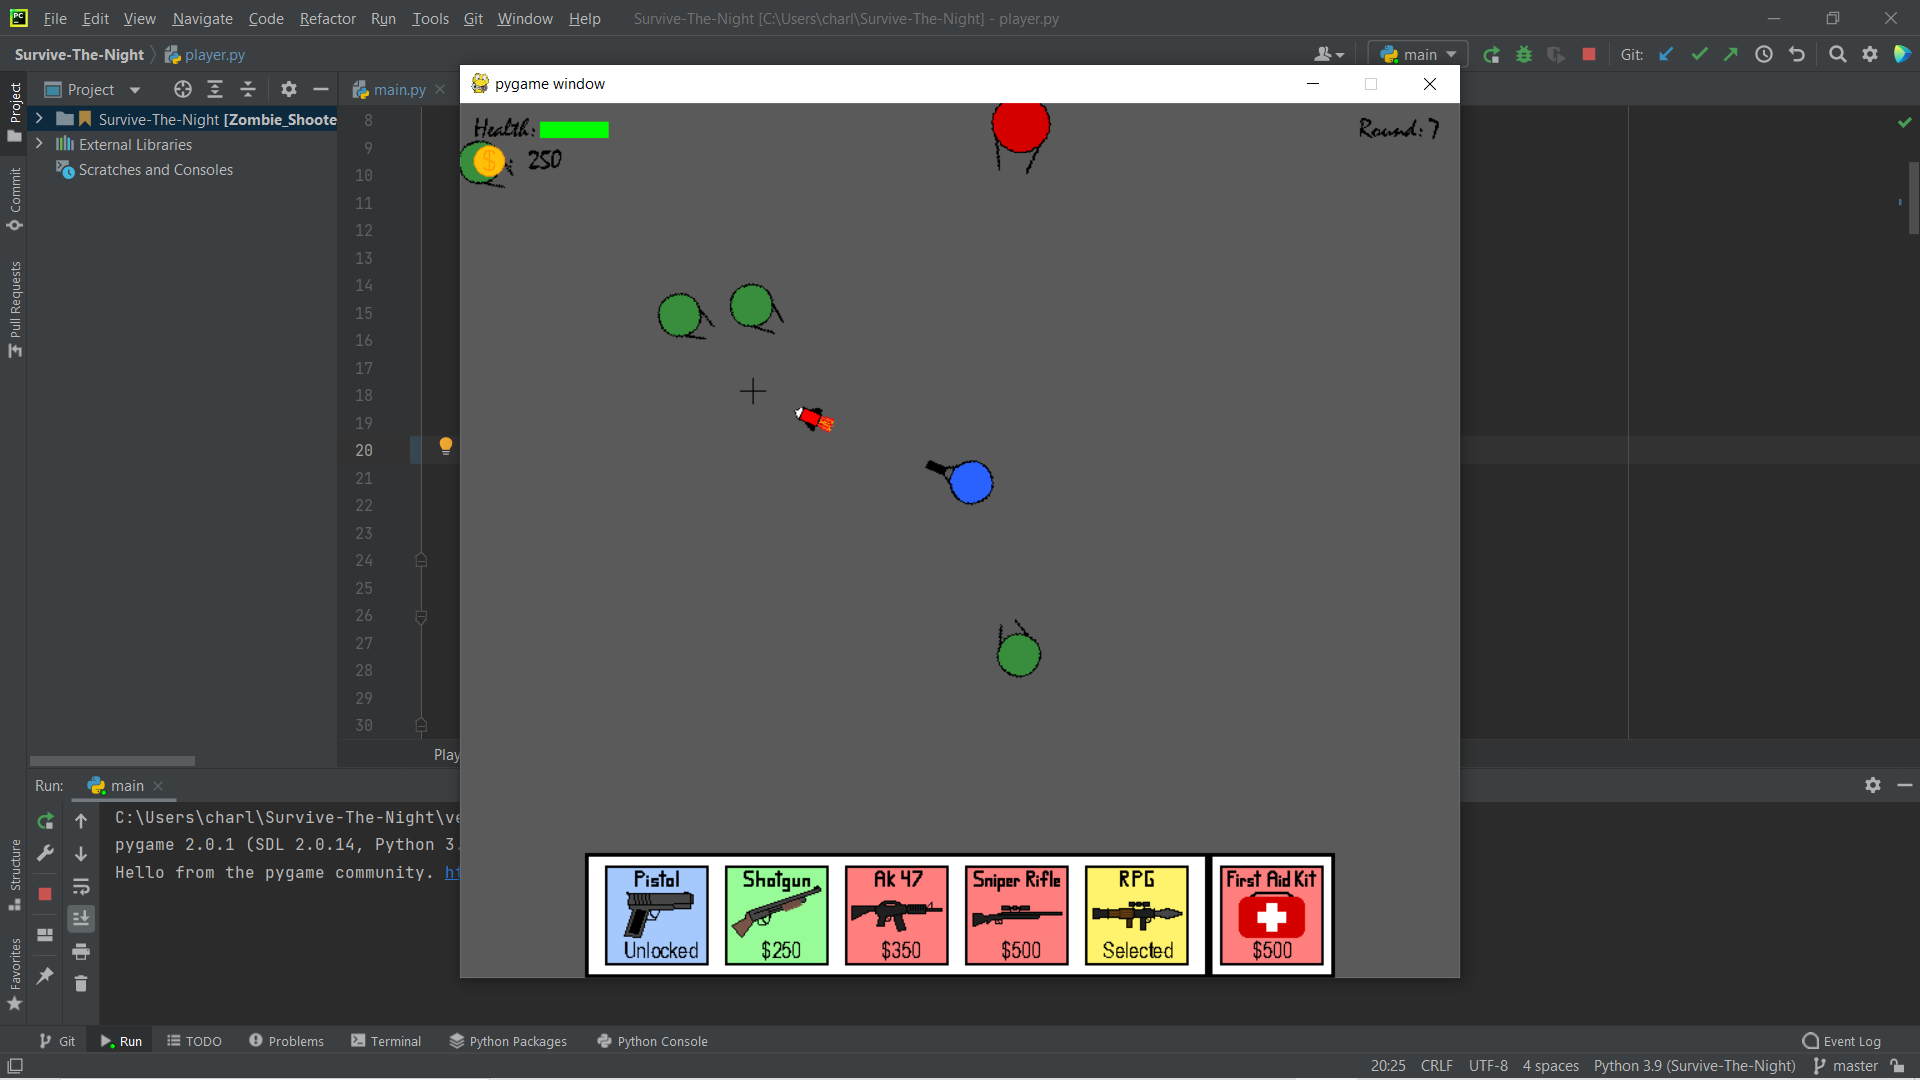 File Edit View Navigate Code Refactor Run Tools Git Window Help Survive-The-Night [C:\Users\charl\Survive-The-Night] - player.py
Survive-The-Night player.py main Git:
Project main.py
pygame window
Survive-The-Night [Zombie_Shoote
External Libraries
Scratches and Consoles
Project
Commit
Pull Requests
Structure
Favorites
8
9
10
11
12
13
14
15
16
17
18
19
20
21
22
23
24
25
26
27
28
29
30
Health:
Round: 7
$ : 250
Play
Run: main
C:\Users\charl\Survive-The-Night\ve
pygame 2.0.1 (SDL 2.0.14, Python 3.
Hello from the pygame community. ht
Pistol Shotgun Ak 47 Sniper Rifle RPG First Aid Kit
Unlocked $250 $350 $500 Selected $500
Git Run TODO Problems Terminal Python Packages Python Console Event Log
20:25 CRLF UTF-8 4 spaces Python 3.9 (Survive-The-Night) master